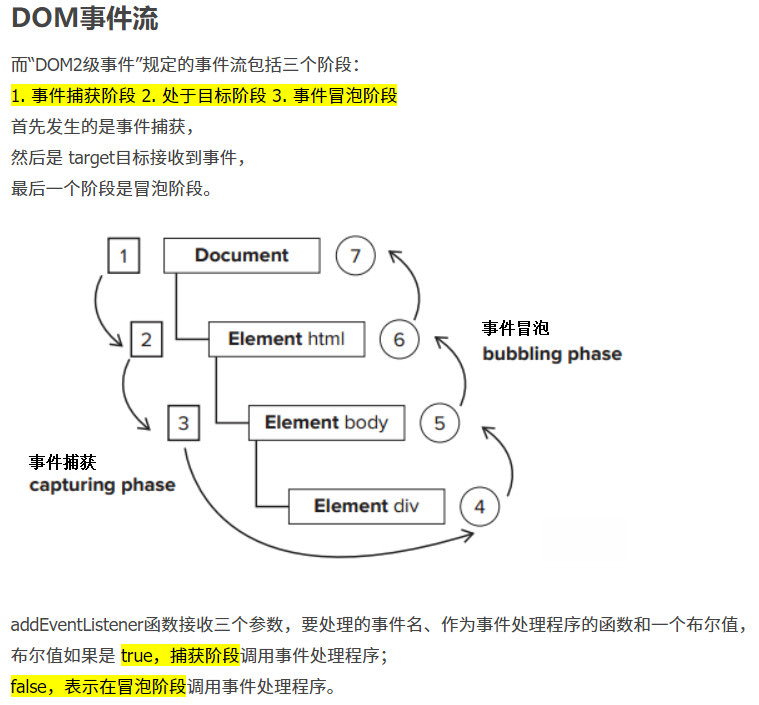 DOM事件流
而“DOM2级事件”规定的事件流包括三个阶段：
1. 事件捕获阶段 2. 处于目标阶段 3. 事件冒泡阶段
首先发生的是事件捕获，
然后是 target目标接收到事件，
最后一个阶段是冒泡阶段。
1 Document 7
2 Element html 6
事件冒泡
bubbling phase
3 Element body 5
事件捕获
capturing phase
Element div 4
addEventListener函数接收三个参数，要处理的事件名、作为事件处理程序的函数和一个布尔值，
布尔值如果是 true，捕获阶段调用事件处理程序；
false，表示在冒泡阶段调用事件处理程序。